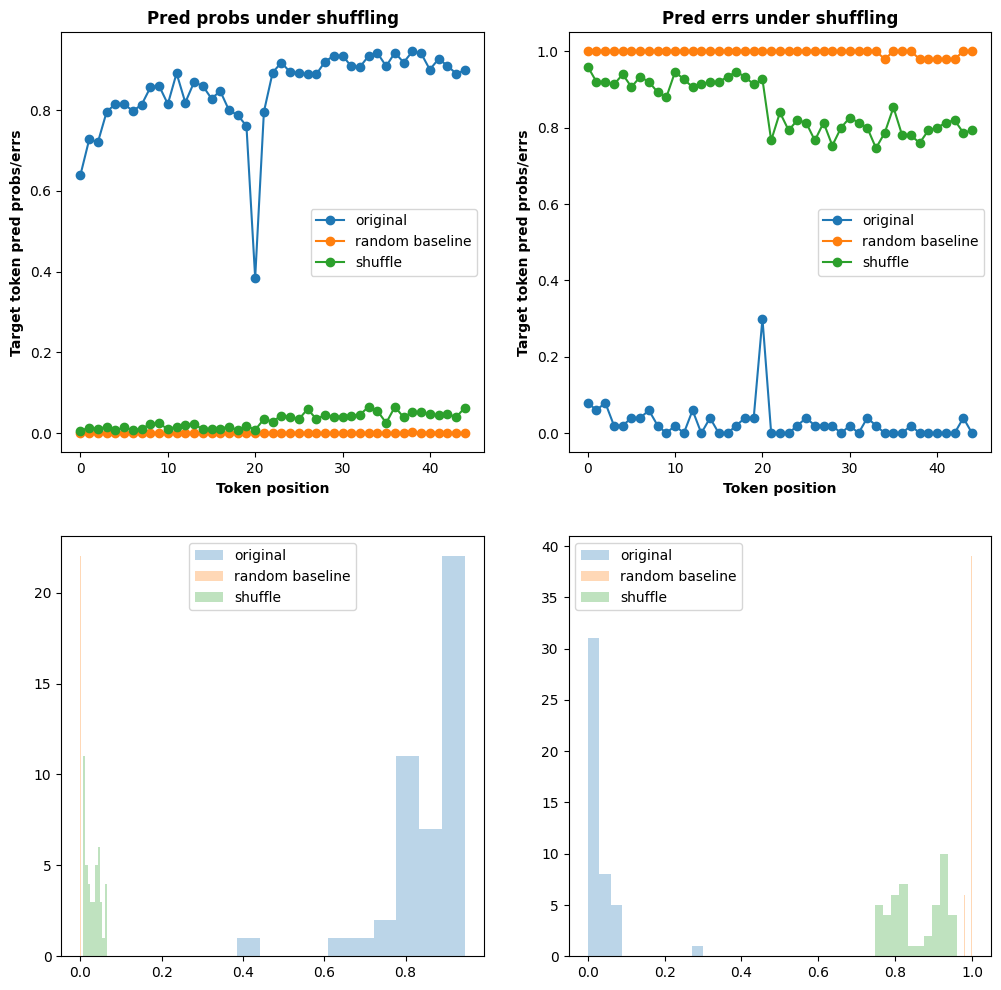 Pred probs under shuffling
Target token pred probs/errs
0.8
0.6
0.4
0.2
0.0
original
random baseline
shuffle
0
10
20
30
40
Token position
Pred errs under shuffling
Target token pred probs/errs
1.0
0.8
0.6
0.4
0.2
0.0
original
random baseline
shuffle
0
10
20
30
40
Token position
20
15
10
5
0
original
random baseline
shuffle
0.0
0.2
0.4
0.6
0.8
40
35
30
25
20
15
10
5
0
original
random baseline
shuffle
0.0
0.2
0.4
0.6
0.8
1.0